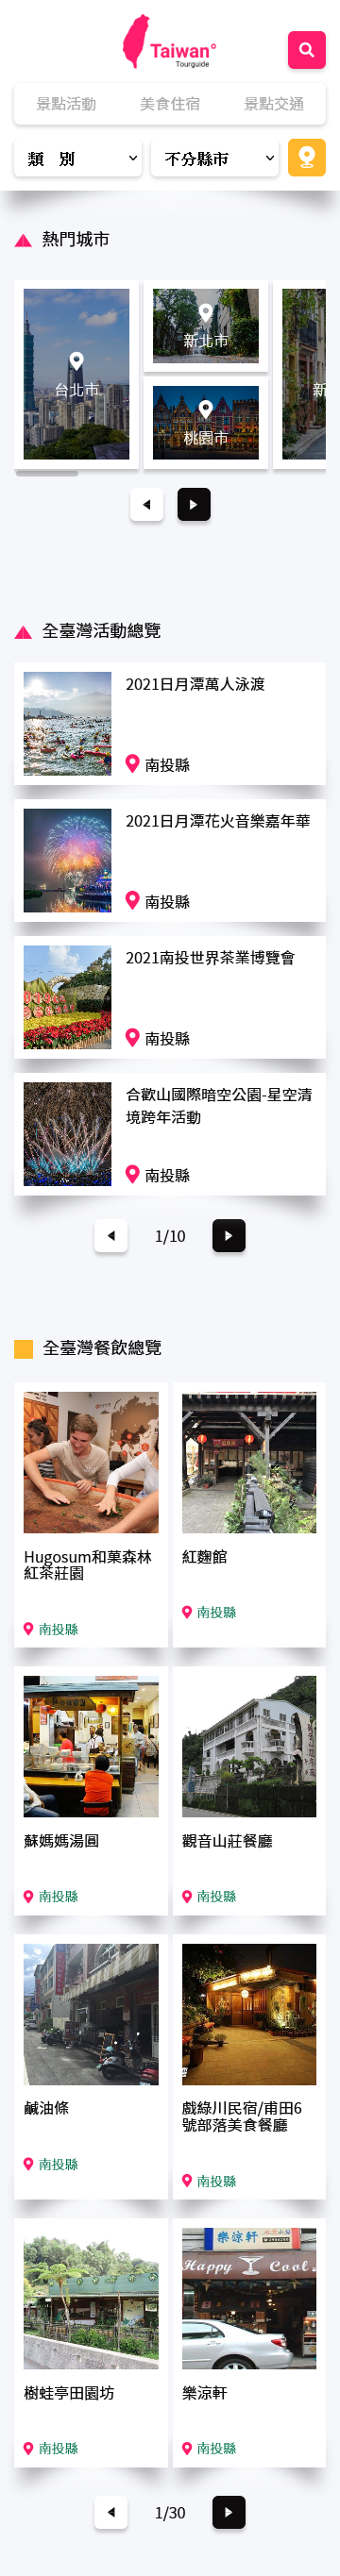 Taiwan°
Tourguide
景點活動 美食住宿 景點交通
類 別 不分縣市
熱門城市
台北市
新北市
桃園市
新
全臺灣活動總覽
2021日月潭萬人泳渡
南投縣
2021日月潭花火音樂嘉年華
南投縣
2021南投世界茶業博覽會
南投縣
合歡山國際暗空公園-星空清
境跨年活動
南投縣
1/10
全臺灣餐飲總覽
Hugosum和菓森林
紅茶莊園
南投縣
紅麴館
南投縣
蘇媽媽湯圓
南投縣
觀音山莊餐廳
南投縣
鹹油條
南投縣
戲綠川民宿/甫田6
號部落美食餐廳
南投縣
樹蛙亭田園坊
南投縣
樂涼軒
Happy Cool
樂涼軒
南投縣
1/30